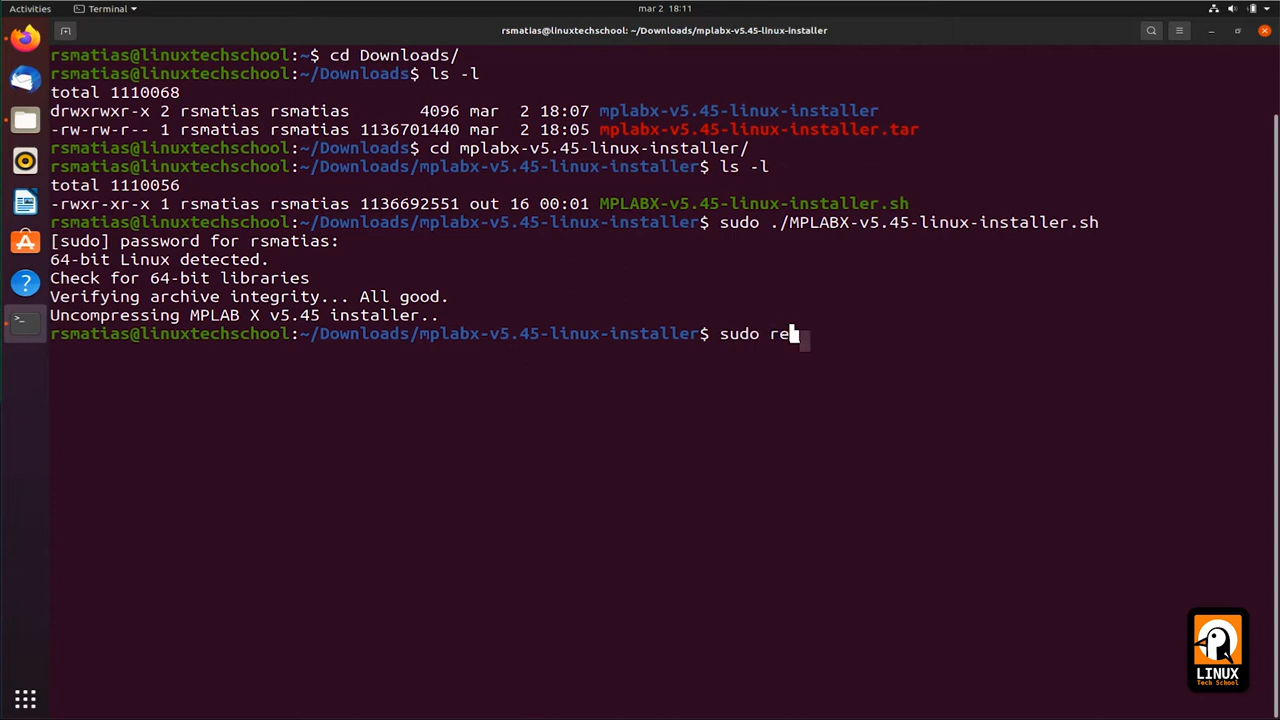 Activities
Terminal
mar 2 18:11
rsmatias@linuxtechschool: ~/Downloads/mplabx-v5.45-linux-installer
rsmatias@linuxtechschool:~$ cd Downloads/
rsmatias@linuxtechschool:~/Downloads$ ls -l
total 1110068
drwxrwxr-x 2 rsmatias rsmatias       4096 mar  2 18:07 mplabx-v5.45-linux-installer
-rw-rw-r-- 1 rsmatias rsmatias 1136701440 mar  2 18:05 mplabx-v5.45-linux-installer.tar
rsmatias@linuxtechschool:~/Downloads$ cd mplabx-v5.45-linux-installer/
rsmatias@linuxtechschool:~/Downloads/mplabx-v5.45-linux-installer$ ls -l
total 1110056
-rwxr-xr-x 1 rsmatias rsmatias 1136692551 out 16 00:01 MPLABX-v5.45-linux-installer.sh
rsmatias@linuxtechschool:~/Downloads/mplabx-v5.45-linux-installer$ sudo ./MPLABX-v5.45-linux-installer.sh
[sudo] password for rsmatias:
64-bit Linux detected.
Check for 64-bit libraries
Verifying archive integrity... All good.
Uncompressing MPLAB X v5.45 installer..
rsmatias@linuxtechschool:~/Downloads/mplabx-v5.45-linux-installer$ sudo re
LINUX
Tech School